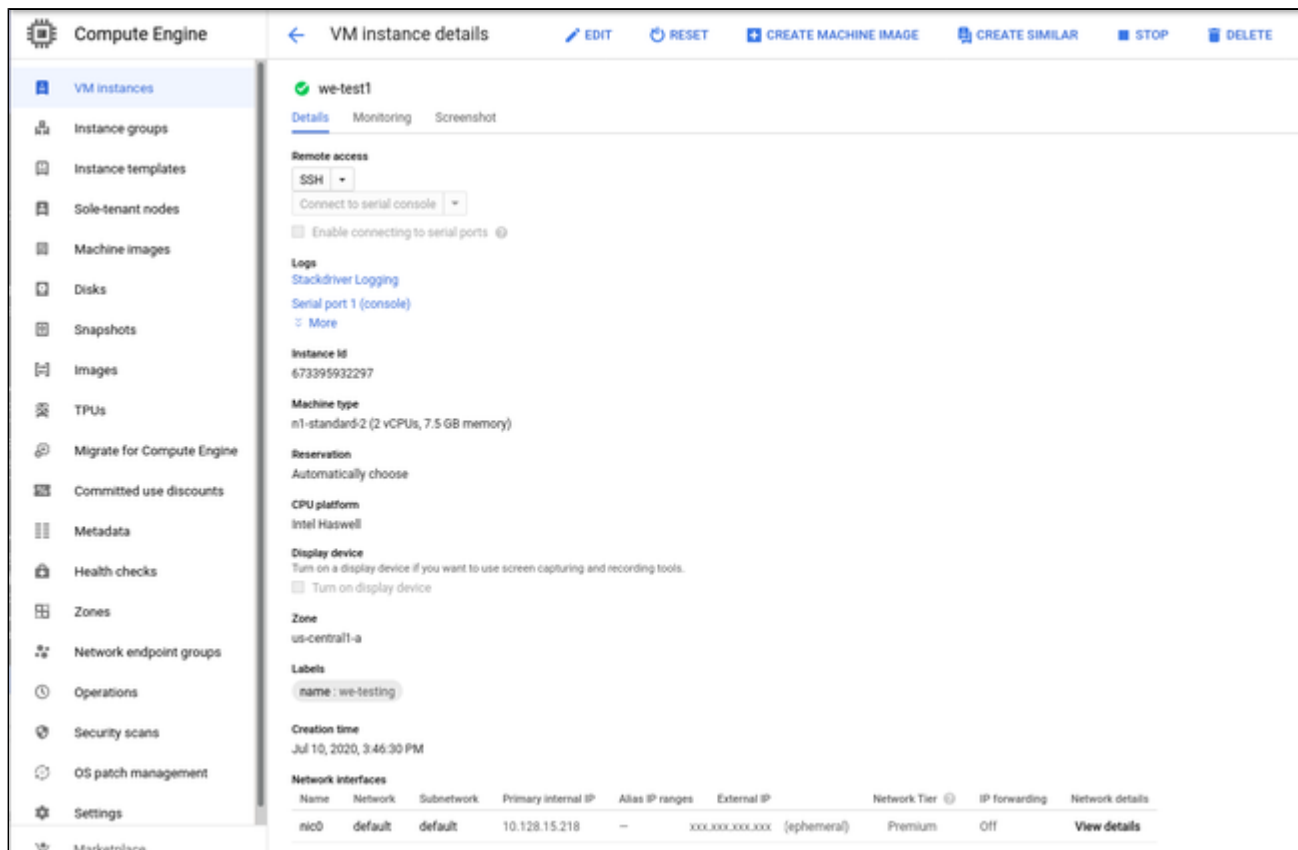 Compute Engine
VM instances
Instance groups
Instance templates
Sole-tenant nodes
Machine images
Disks
Snapshots
Images
TPUs
Migrate for Compute Engine
Committed use discounts
Metadata
Health checks
Zones
Network endpoint groups
Operations
Security scans
OS patch management
Settings
Marketplace
VM instance details EDIT RESET CREATE MACHINE IMAGE CREATE SIMILAR STOP DELETE
we-test1
Details Monitoring Screenshot
Remote access
SSH
Connect to serial console
Enable connecting to serial ports
Logs
Stackdriver Logging
Serial port 1 (console)
More
Instance Id
673395932297
Machine type
n1-standard-2 (2 vCPUs, 7.5 GB memory)
Reservation
Automatically choose
CPU platform
Intel Haswell
Display device
Turn on a display device if you want to use screen capturing and recording tools.
Turn on display device
Zone
us-central1-a
Labels
name : we-testing
Creation time
Jul 10, 2020, 3:46:30 PM
Network interfaces
Name Network Subnetwork Primary internal IP Alias IP ranges External IP Network Tier IP forwarding Network details
nic0 default default 10.128.15.218 — xxx.xxx.xxx.xxx (ephemeral) Premium Off View details